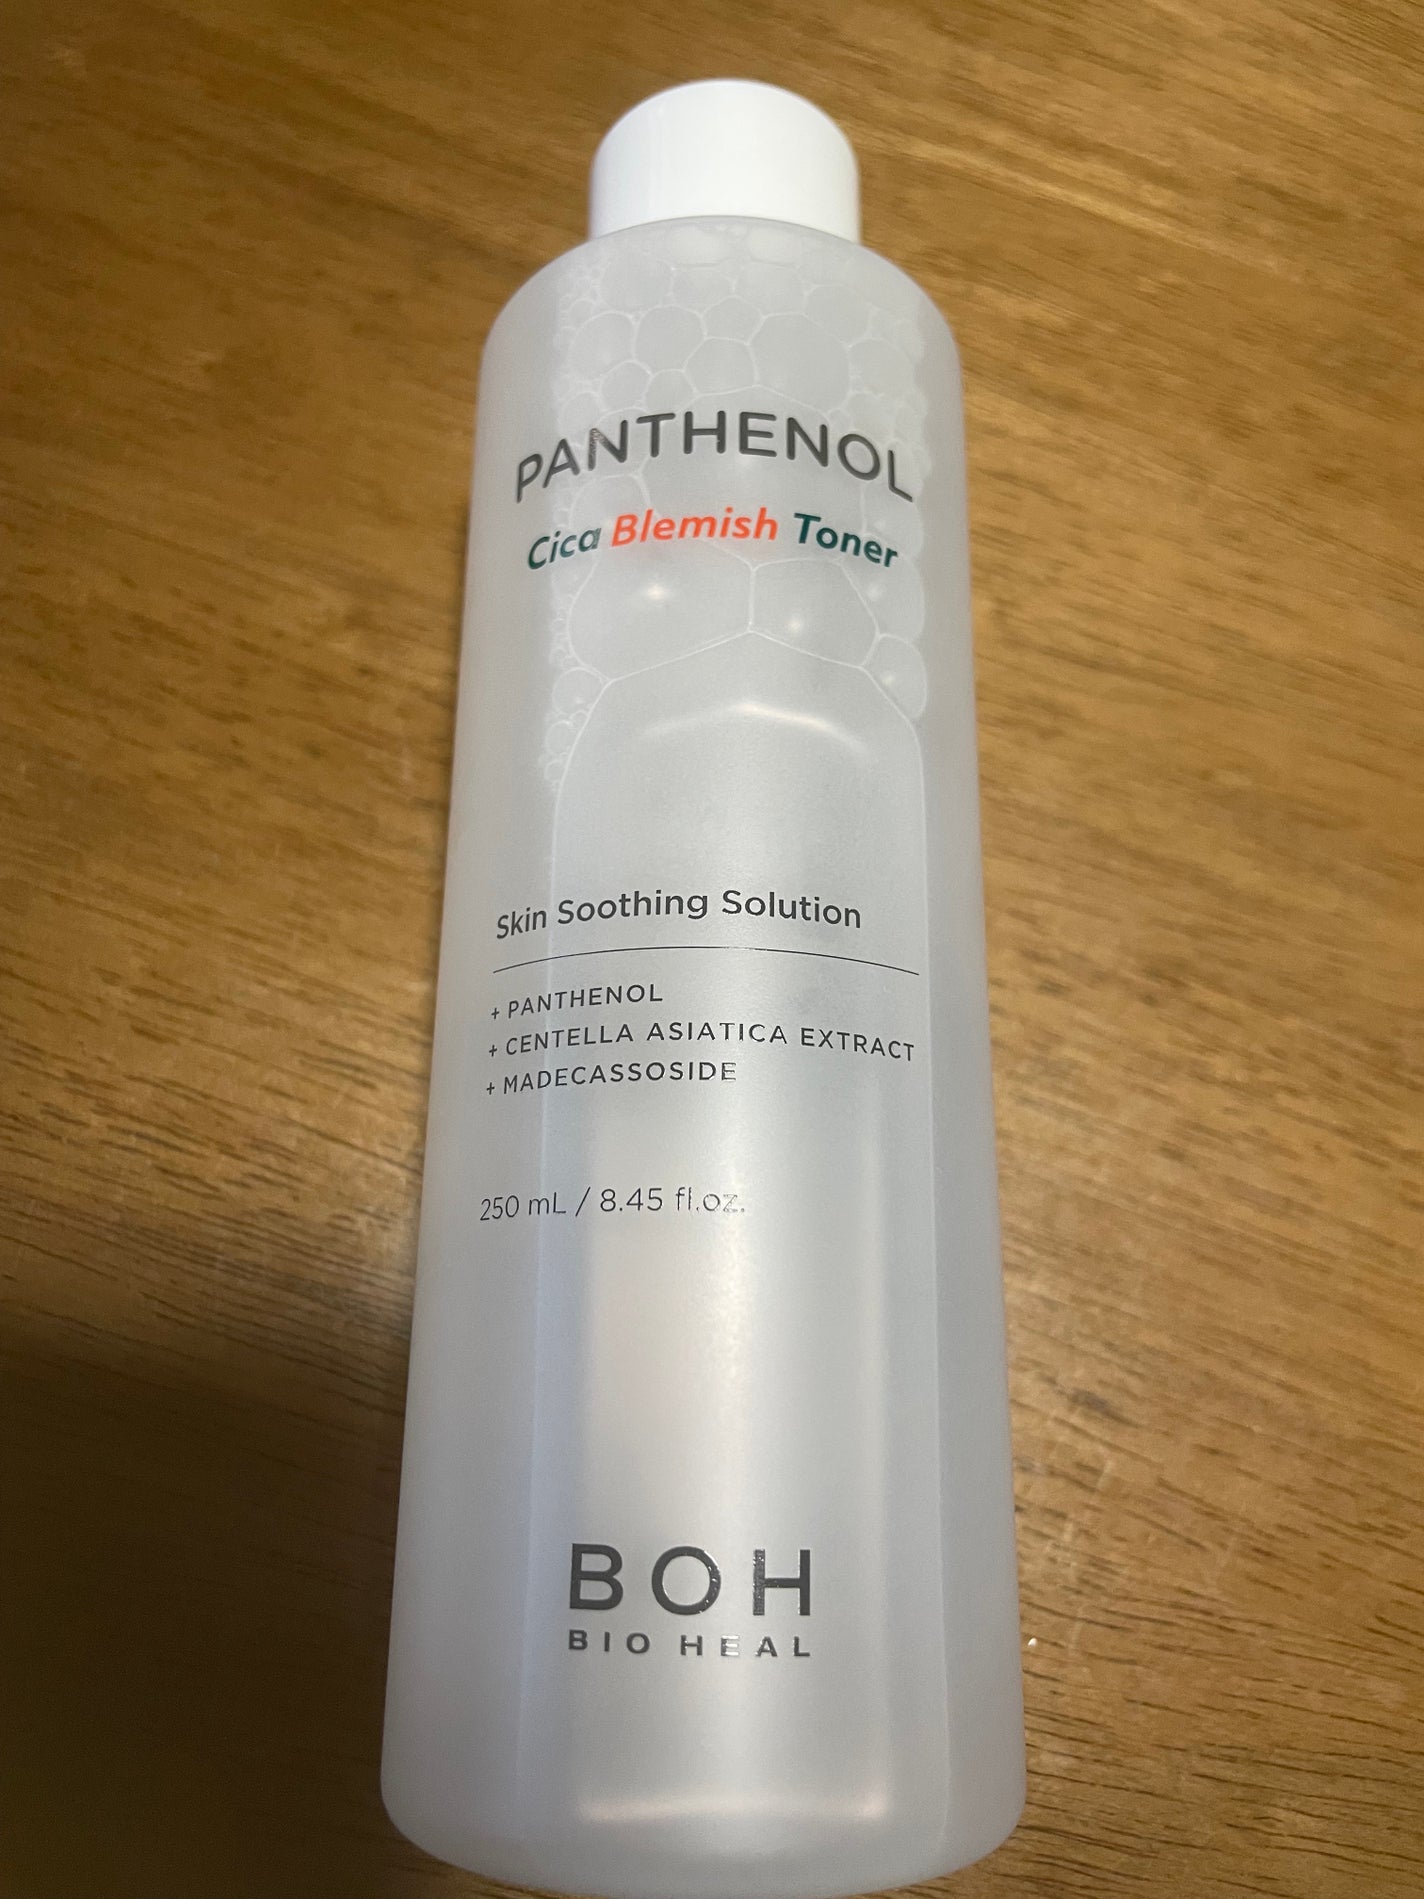 PANTHENOL
Cica Blemish Toner
Skin Soothing Solution
+ PANTHENOL
+ CENTELLA ASIATICA EXTRACT
+ MADECASSOSIDE
250 mL / 8.45 fl.oz.
BOH
BIO HEAL